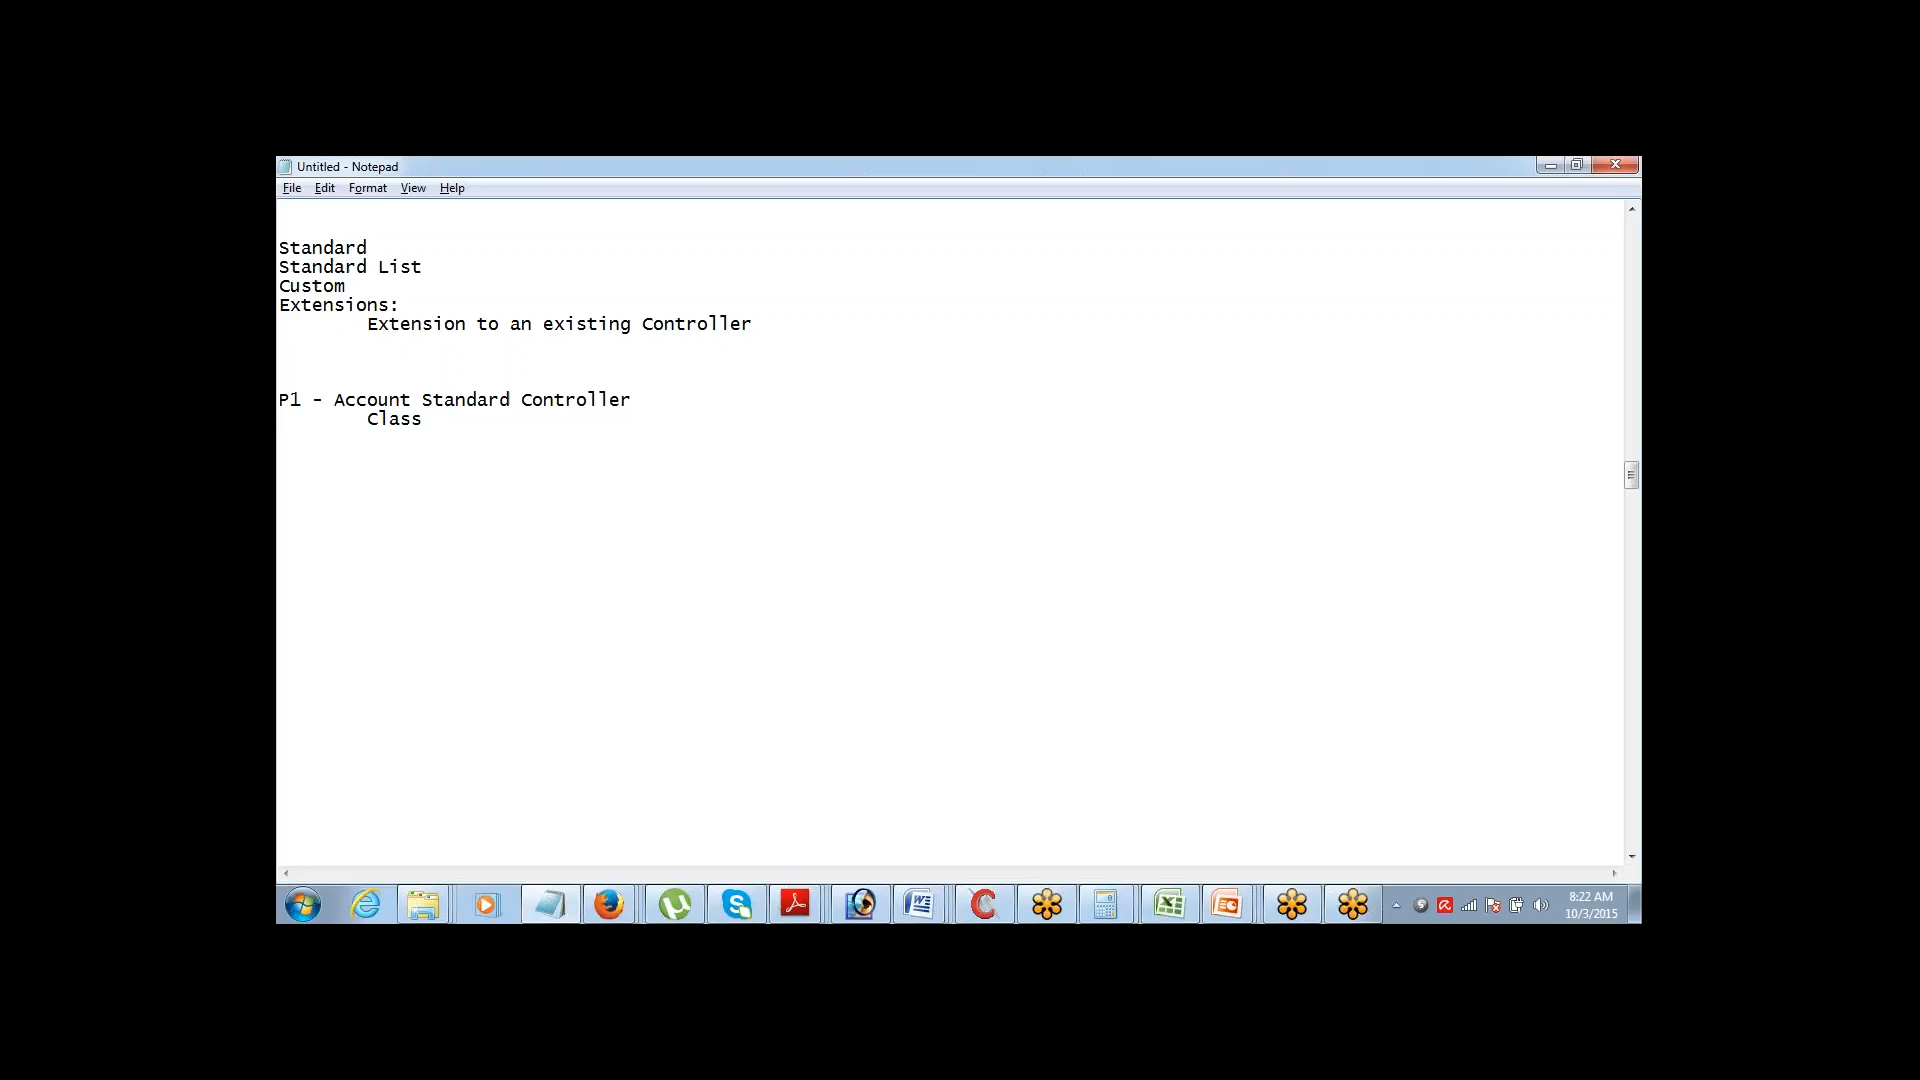 Untitled - Notepad
File Edit Format View Help
Standard
Standard List
Custom
Extensions:
Extension to an existing Controller
P1 - Account Standard Controller
Class
8:22 AM
10/3/2015